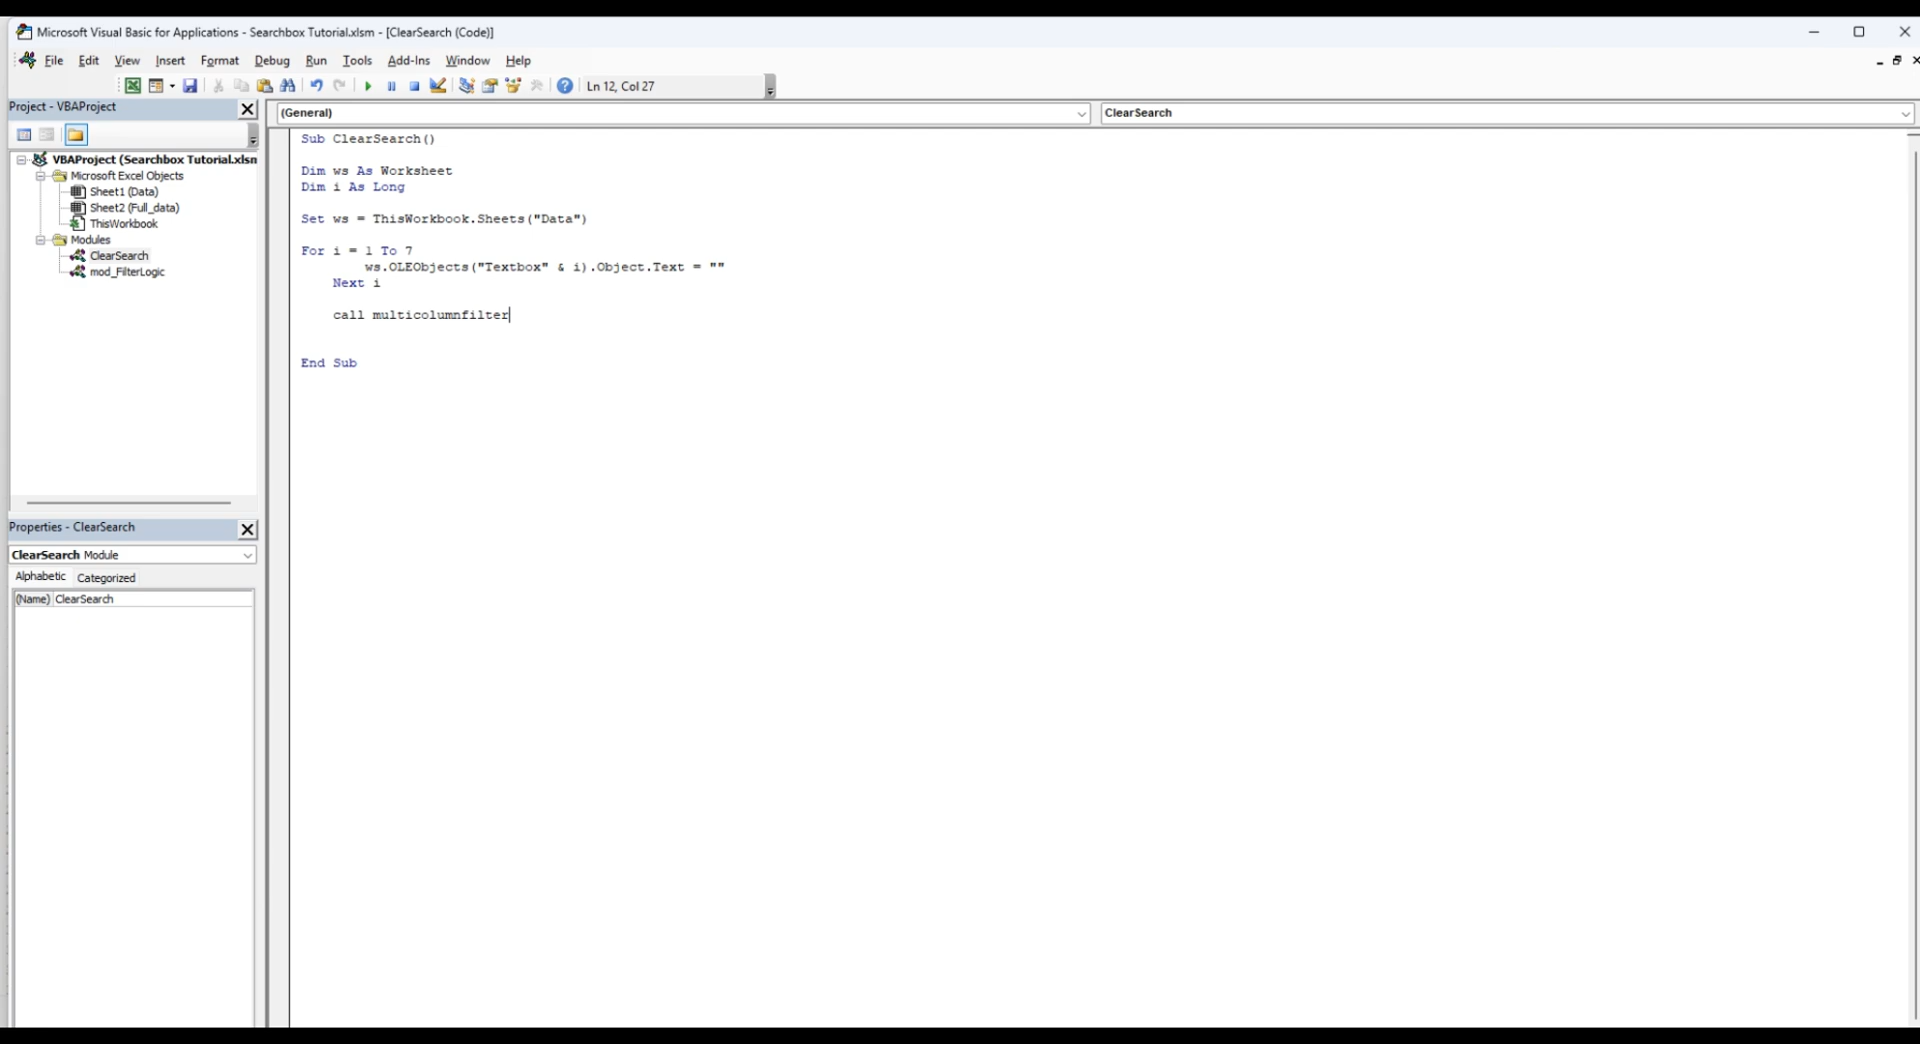 Microsoft Visual Basic for Applications - Searchbox Tutorial.xlsm - [ClearSearch (Code)]
File Edit View Insert Format Debug Run Tools Add-Ins Window Help
Ln 12, Col 27
Project - VBAProject
(General) ClearSearch
VBAProject (Searchbox Tutorial.xlsm
Microsoft Excel Objects
Sheet1 (Data)
Sheet2 (Full_data)
ThisWorkbook
Modules
ClearSearch
mod_FilterLogic
Sub ClearSearch()
Dim ws As Worksheet
Dim i As Long
Set ws = ThisWorkbook.Sheets("Data")
For i = 1 To 7
ws.OLEObjects("Textbox" & i).Object.Text = ""
Next i
call multicolumnfilter
End Sub
Properties - ClearSearch
ClearSearch Module
Alphabetic Categorized
(Name) ClearSearch